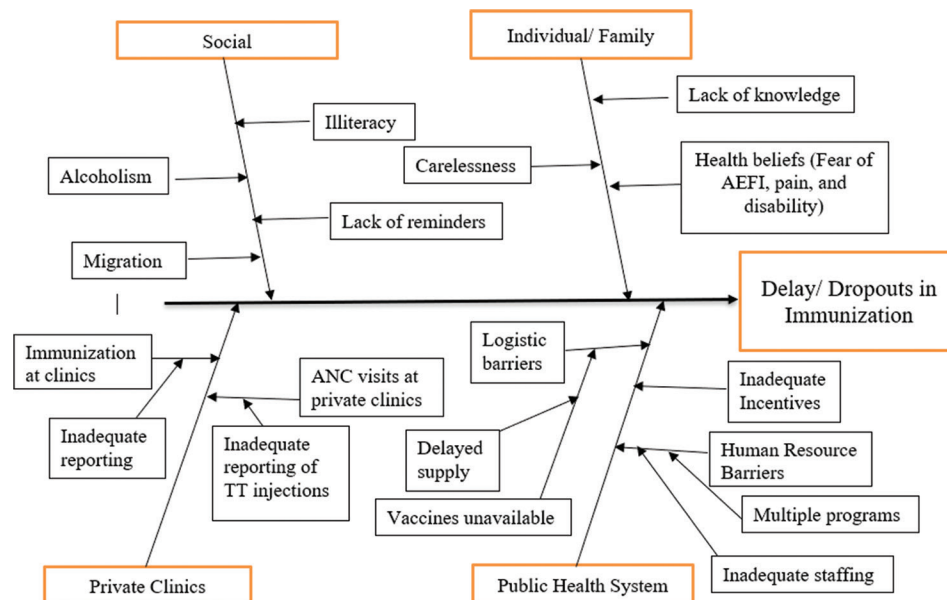 Social
Individual/ Family
Lack of knowledge
Illiteracy
Carelessness
Health beliefs (Fear of
AEFI, pain, and
disability)
Alcoholism
Lack of reminders
Migration
Delay/ Dropouts in
Immunization
Immunization
at clinics
ANC visits at
private clinics
Logistic
barriers
Inadequate
Incentives
Inadequate
reporting
Inadequate
reporting of
TT injections
Delayed
supply
Human Resource
Barriers
Vaccines unavailable
Multiple programs
Inadequate staffing
Private Clinics
Public Health System